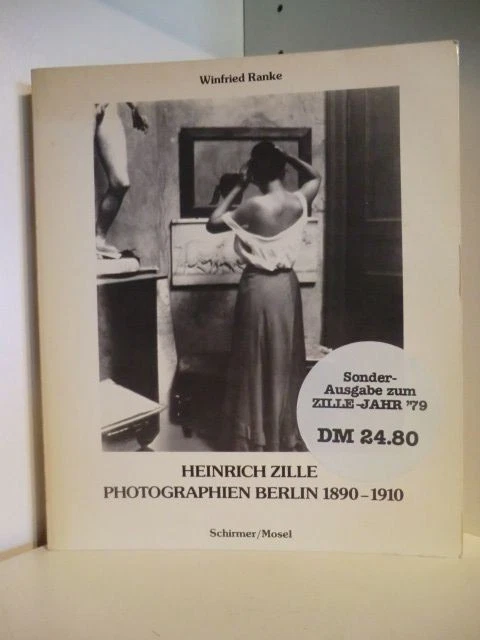 Winfried Ranke
Sonder-
Ausgabe zum
ZILLE-JAHR '79
DM 24.80
HEINRICH ZILLE
PHOTOGRAPHIEN BERLIN 1890–1910
Schirmer/Mosel